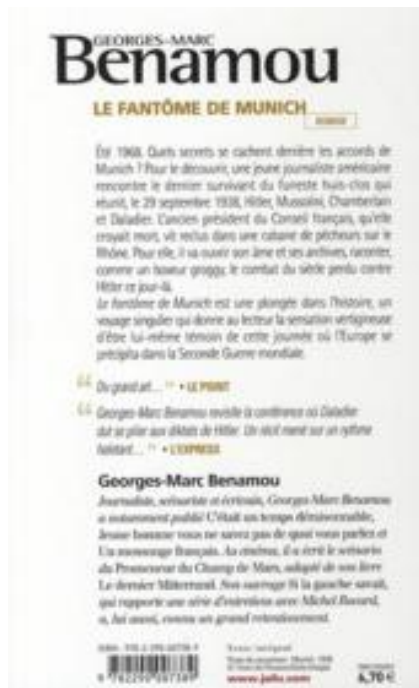 GEORGES-MARC
Benamou
LE FANTÔME DE MUNICH
ROMAN
Été 1968. Quels secrets se cachent derrière les accords de
Munich ? Pour le découvrir, une jeune journaliste américaine
rencontre le dernier survivant du funeste huis-clos qui
réunit, le 29 septembre 1938, Hitler, Mussolini, Chamberlain
et Daladier. L'ancien président du Conseil français, qu'elle
croyait mort, vit reclus dans une cabane de pêcheurs sur le
Rhône. Pour elle, il va ouvrir son âme et ses archives, raconter,
comme un boxeur groggy, le combat du siècle perdu contre
Hitler ce jour-là.
Le fantôme de Munich est une plongée dans l'histoire, un
voyage singulier qui donne au lecteur la sensation vertigineuse
d'être lui-même témoin de cette journée où l'Europe se
précipita dans la Seconde Guerre mondiale.
“ Du grand art... ” • LE POINT
“ Georges-Marc Benamou revisite la conférence où Daladier
dut se plier aux diktats de Hitler. Un récit mené sur un rythme
haletant... ” • L'EXPRESS
Georges-Marc Benamou
Journaliste, scénariste et écrivain, Georges-Marc Benamou
a notamment publié C'était un temps déraisonnable,
Jeune homme vous ne savez pas de quoi vous parlez et
Un mensonge français. Au cinéma, il a écrit le scénario
du Promeneur du Champ de Mars, adapté de son livre
Le dernier Mitterrand. Son ouvrage Si la gauche savait,
qui rapporte une série d'entretiens avec Michel Rocard,
a, lui aussi, connu un grand retentissement.
Texte intégral
www.jailu.com
6,70 €